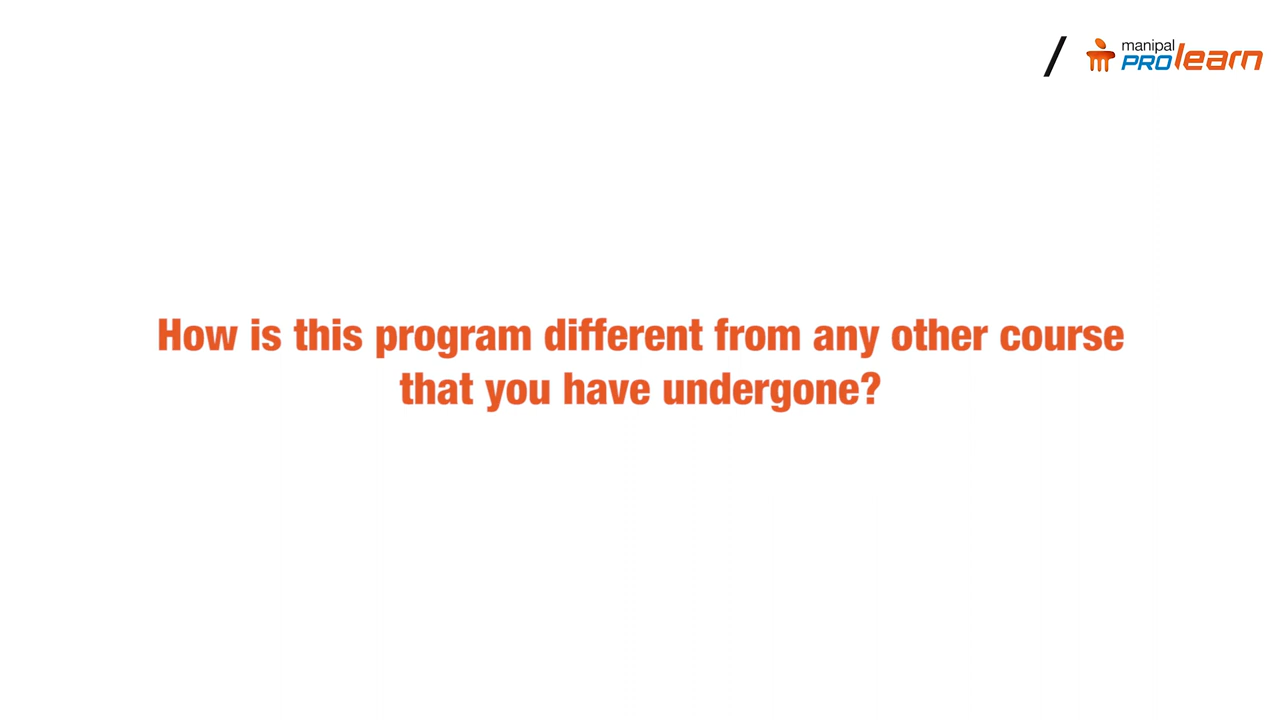 manipal
PROlearn
How is this program different from any other course
that you have undergone?